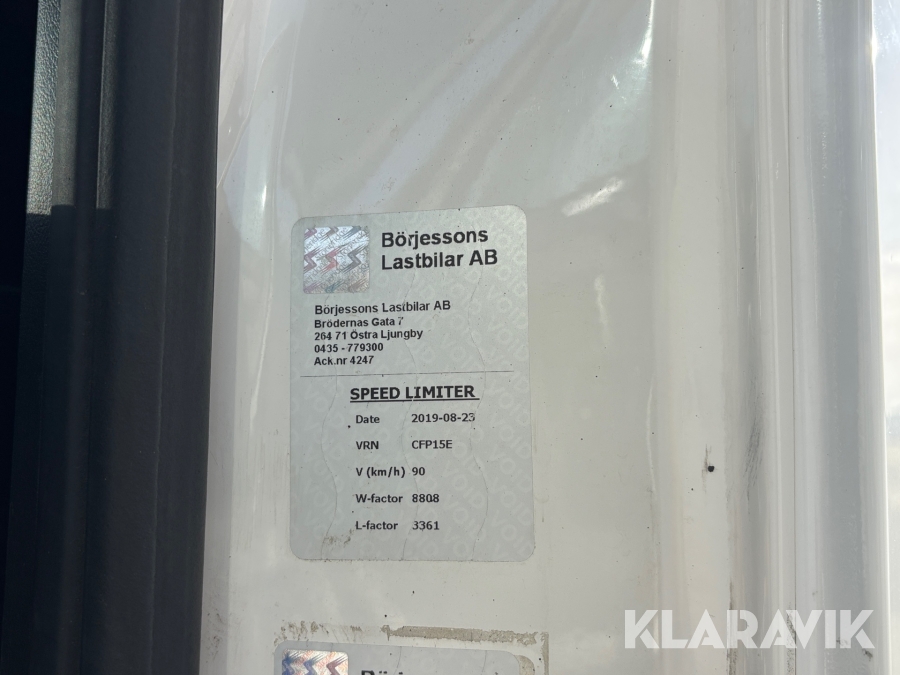 Börjessons
Lastbilar AB
Börjessons Lastbilar AB
Brödernas Gata 7
264 71 Östra Ljungby
0435 - 779300
Ack.nr 4247
SPEED LIMITER
Date 2019-08-23
VRN CFP15E
V (km/h) 90
W-factor 8808
L-factor 3361
KLARAVIK